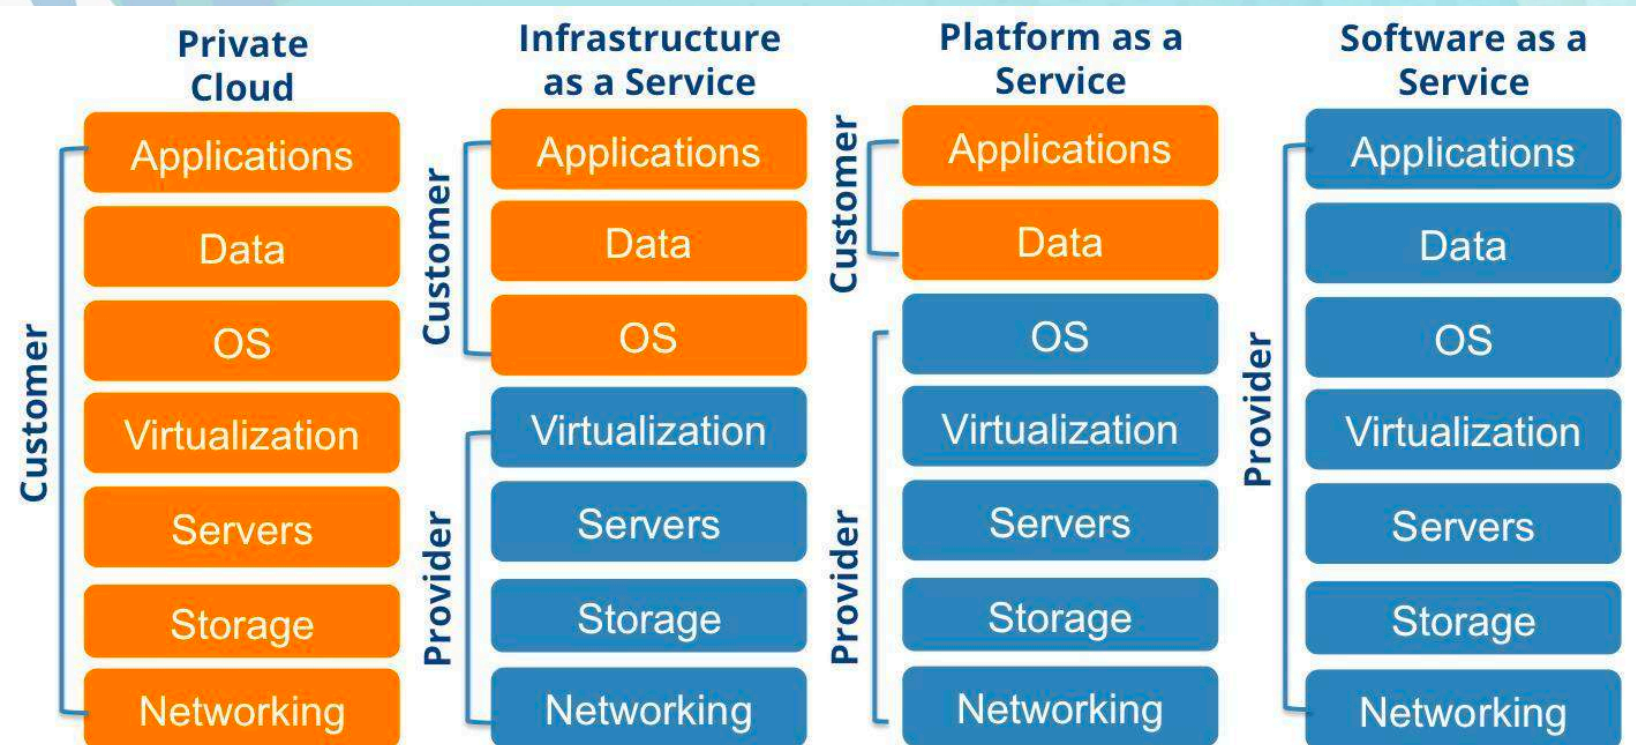 Private
Cloud
Customer
Applications
Data
OS
Virtualization
Servers
Storage
Networking
Infrastructure
as a Service
Customer
Applications
Data
OS
Provider
Virtualization
Servers
Storage
Networking
Platform as a
Service
Customer
Applications
Data
Provider
OS
Virtualization
Servers
Storage
Networking
Software as a
Service
Provider
Applications
Data
OS
Virtualization
Servers
Storage
Networking